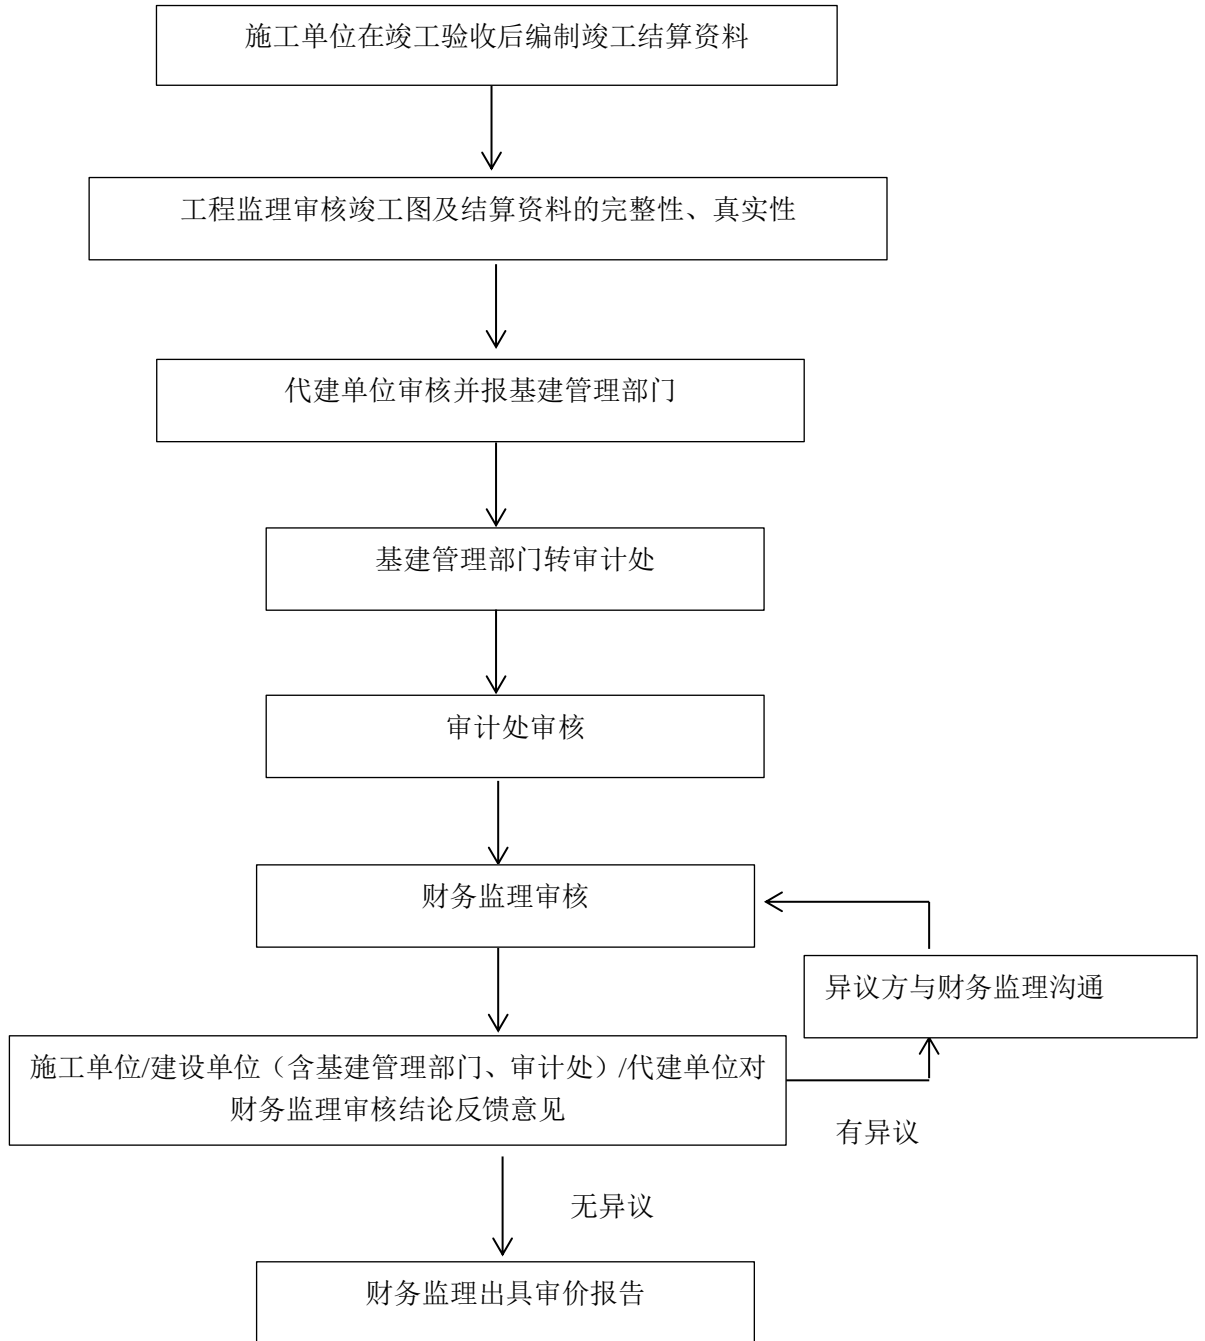 施工单位在竣工验收后编制竣工结算资料
工程监理审核竣工图及结算资料的完整性、真实性
代建单位审核并报基建管理部门
基建管理部门转审计处
审计处审核
财务监理审核
异议方与财务监理沟通
施工单位/建设单位（含基建管理部门、审计处）/代建单位对
财务监理审核结论反馈意见
有异议
无异议
财务监理出具审价报告